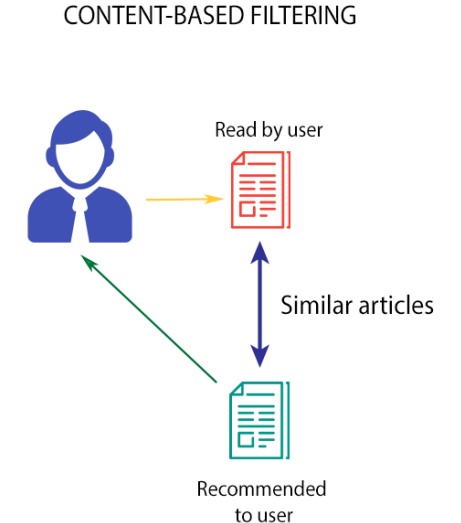 CONTENT-BASED FILTERING
Read by user
Similar articles
Recommended
to user